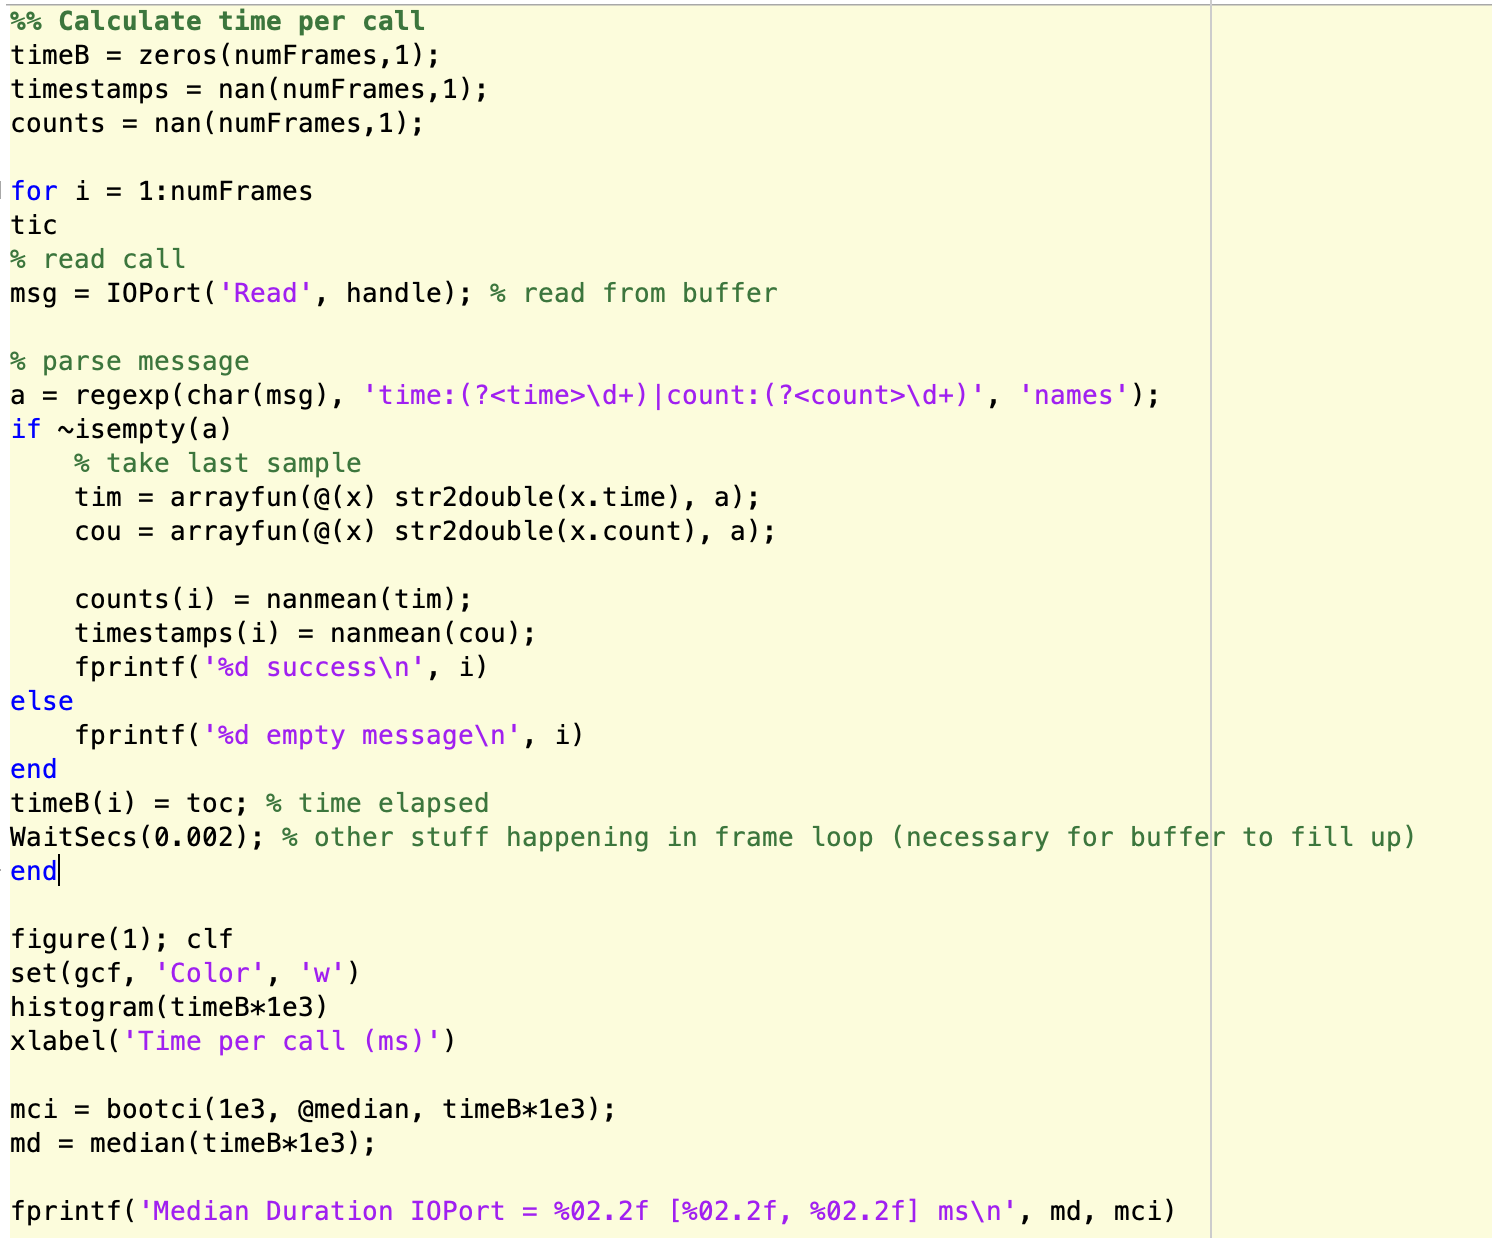 %% Calculate time per call
timeB = zeros(numFrames,1);
timestamps = nan(numFrames,1);
counts = nan(numFrames,1);

for i = 1:numFrames
tic
% read call
msg = IOPort('Read', handle); % read from buffer

% parse message
a = regexp(char(msg), 'time:(?<time>\d+)|count:(?<count>\d+)', 'names');
if ~isempty(a)
    % take last sample
    tim = arrayfun(@(x) str2double(x.time), a);
    cou = arrayfun(@(x) str2double(x.count), a);

    counts(i) = nanmean(tim);
    timestamps(i) = nanmean(cou);
    fprintf('%d success\n', i)
else
    fprintf('%d empty message\n', i)
end
timeB(i) = toc; % time elapsed
WaitSecs(0.002); % other stuff happening in frame loop (necessary for buffer to fill up)
end

figure(1); clf
set(gcf, 'Color', 'w')
histogram(timeB*1e3)
xlabel('Time per call (ms)')

mci = bootci(1e3, @median, timeB*1e3);
md = median(timeB*1e3);

fprintf('Median Duration IOPort = %02.2f [%02.2f, %02.2f] ms\n', md, mci)